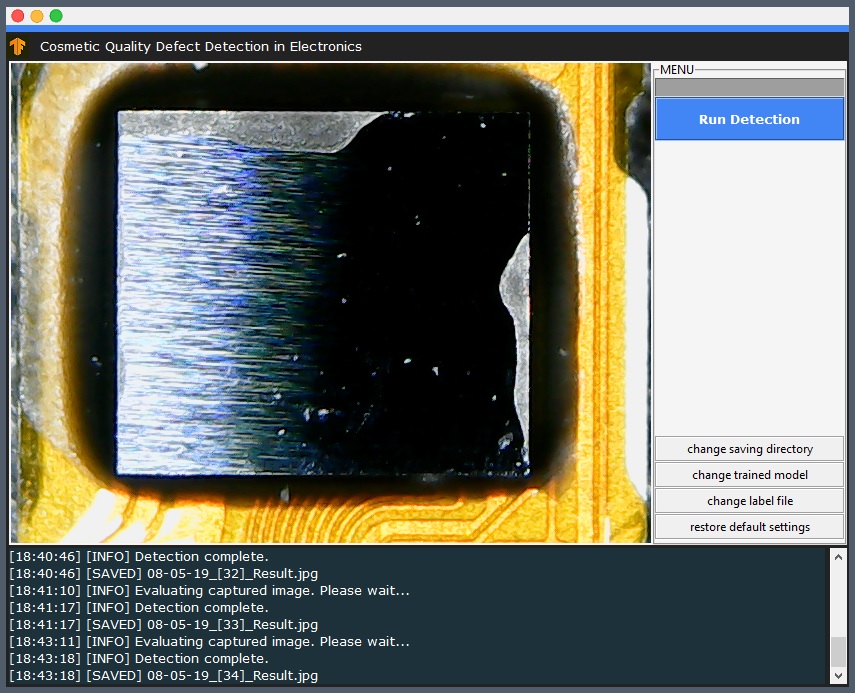 Cosmetic Quality Defect Detection in Electronics
MENU
Run Detection
change saving directory
change trained model
change label file
restore default settings
[18:40:46] [INFO] Detection complete.
[18:40:46] [SAVED] 08-05-19_[32]_Result.jpg
[18:41:10] [INFO] Evaluating captured image. Please wait...
[18:41:17] [INFO] Detection complete.
[18:41:17] [SAVED] 08-05-19_[33]_Result.jpg
[18:43:11] [INFO] Evaluating captured image. Please wait...
[18:43:18] [INFO] Detection complete.
[18:43:18] [SAVED] 08-05-19_[34]_Result.jpg